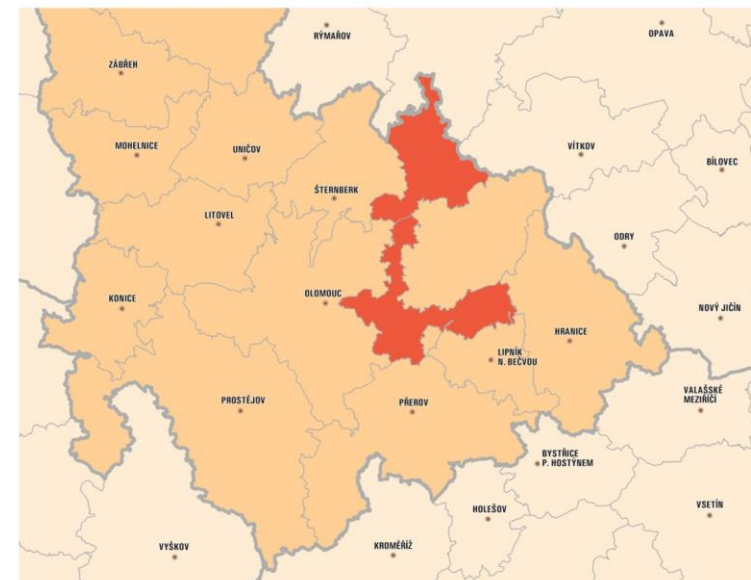 RÝMAŘOV
OPAVA
ZÁBŘEH
MOHELNICE
UNIČOV
VÍTKOV
BÍLOVEC
ŠTERNBERK
LITOVEL
ODRY
KONICE
OLOMOUC
NOVÝ JIČÍN
HRANICE
LIPNÍK
N. BEČVOU
VALAŠSKÉ
MEZIŘÍČÍ
PROSTĚJOV
PŘEROV
BYSTŘICE
P. HOSTÝNEM
HOLEŠOV
VSETÍN
VYŠKOV
KROMĚŘÍŽ